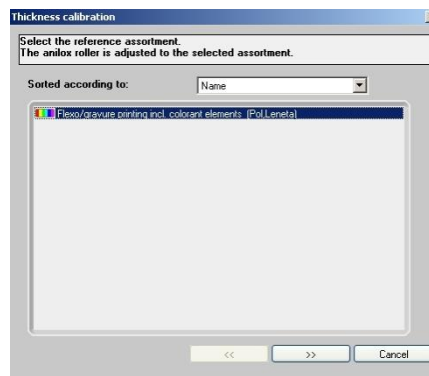 Thickness calibration
Select the reference assortment.
The anilox roller is adjusted to the selected assortment.
Sorted according to: Name
Flexo/gravure printing incl. colorant elements (Pol,Leneta)
<< >> Cancel